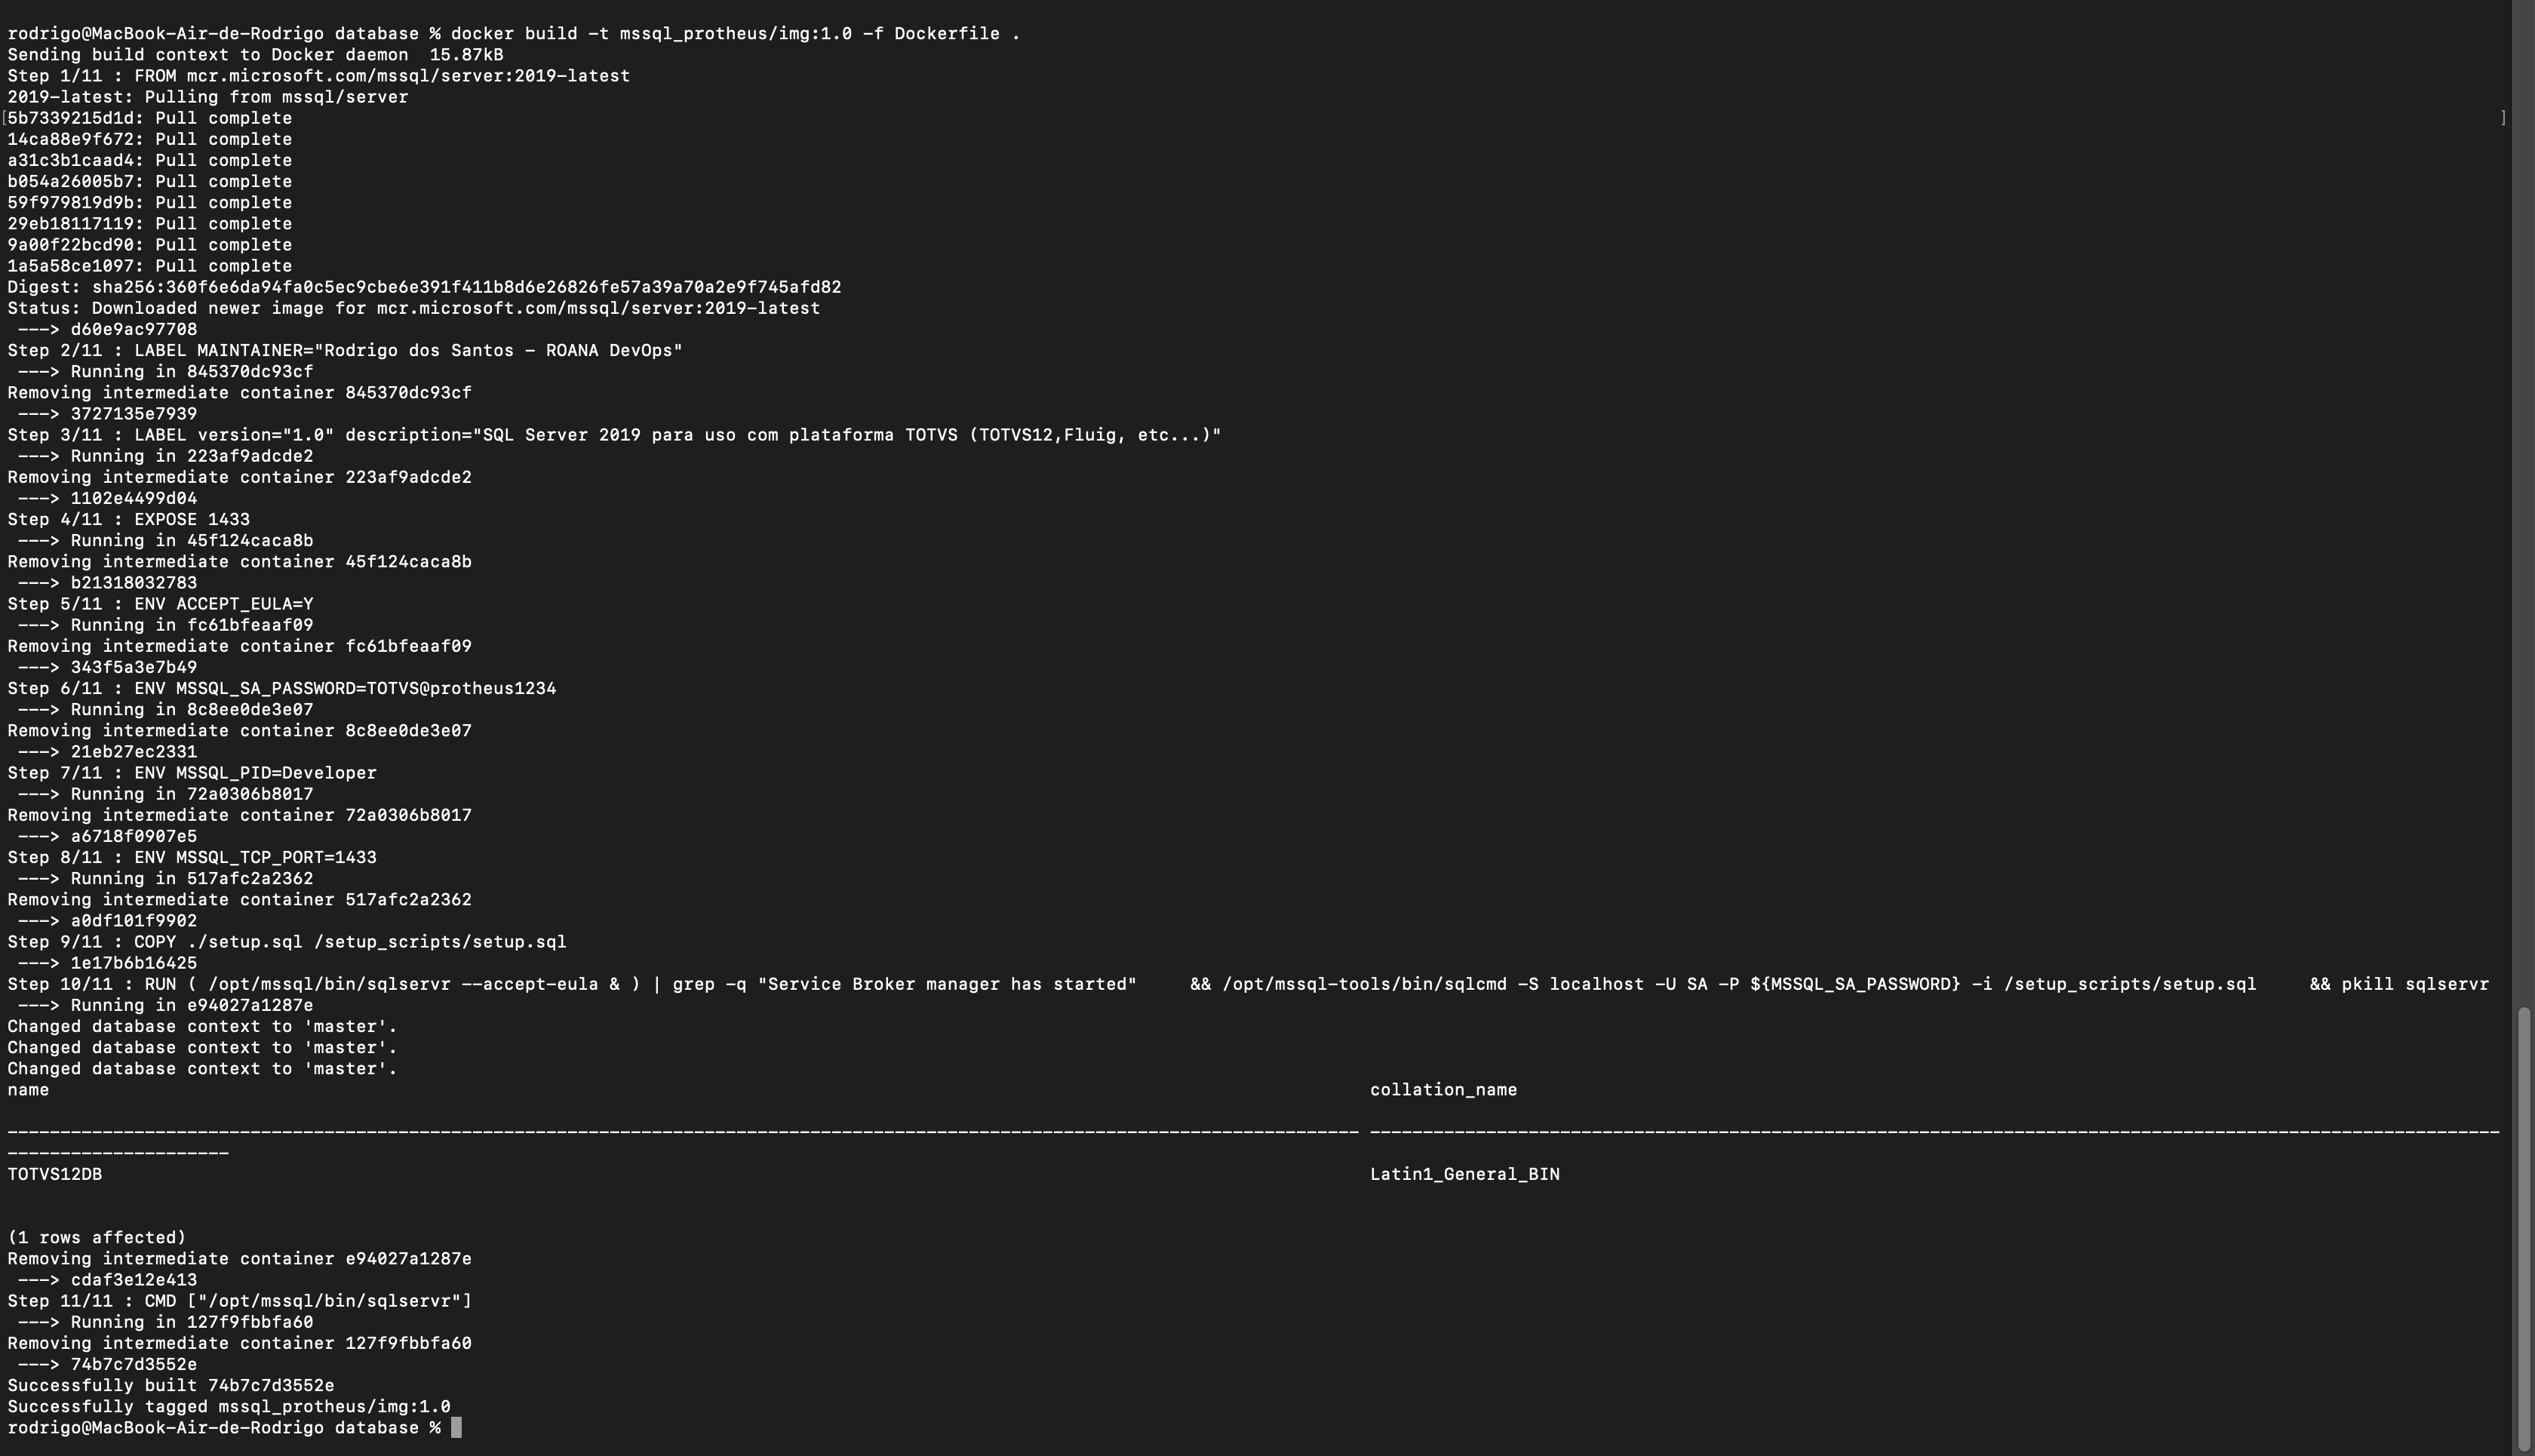 rodrigo@MacBook-Air-de-Rodrigo database % docker build -t mssql_protheus/img:1.0 -f Dockerfile .
Sending build context to Docker daemon  15.87kB
Step 1/11 : FROM mcr.microsoft.com/mssql/server:2019-latest
2019-latest: Pulling from mssql/server
[5b7339215d1d: Pull complete ]
14ca88e9f672: Pull complete
a31c3b1caad4: Pull complete
b054a26005b7: Pull complete
59f979819d9b: Pull complete
29eb18117119: Pull complete
9a00f22bcd90: Pull complete
1a5a58ce1097: Pull complete
Digest: sha256:360f6e6da94fa0c5ec9cbe6e391f411b8d6e26826fe57a39a70a2e9f745afd82
Status: Downloaded newer image for mcr.microsoft.com/mssql/server:2019-latest
 ---> d60e9ac97708
Step 2/11 : LABEL MAINTAINER="Rodrigo dos Santos - ROANA DevOps"
 ---> Running in 845370dc93cf
Removing intermediate container 845370dc93cf
 ---> 3727135e7939
Step 3/11 : LABEL version="1.0" description="SQL Server 2019 para uso com plataforma TOTVS (TOTVS12,Fluig, etc...)"
 ---> Running in 223af9adcde2
Removing intermediate container 223af9adcde2
 ---> 1102e4499d04
Step 4/11 : EXPOSE 1433
 ---> Running in 45f124caca8b
Removing intermediate container 45f124caca8b
 ---> b21318032783
Step 5/11 : ENV ACCEPT_EULA=Y
 ---> Running in fc61bfeaaf09
Removing intermediate container fc61bfeaaf09
 ---> 343f5a3e7b49
Step 6/11 : ENV MSSQL_SA_PASSWORD=TOTVS@protheus1234
 ---> Running in 8c8ee0de3e07
Removing intermediate container 8c8ee0de3e07
 ---> 21eb27ec2331
Step 7/11 : ENV MSSQL_PID=Developer
 ---> Running in 72a0306b8017
Removing intermediate container 72a0306b8017
 ---> a6718f0907e5
Step 8/11 : ENV MSSQL_TCP_PORT=1433
 ---> Running in 517afc2a2362
Removing intermediate container 517afc2a2362
 ---> a0df101f9902
Step 9/11 : COPY ./setup.sql /setup_scripts/setup.sql
 ---> 1e17b6b16425
Step 10/11 : RUN ( /opt/mssql/bin/sqlservr --accept-eula & ) | grep -q "Service Broker manager has started"     && /opt/mssql-tools/bin/sqlcmd -S localhost -U SA -P ${MSSQL_SA_PASSWORD} -i /setup_scripts/setup.sql     && pkill sqlservr
 ---> Running in e94027a1287e
Changed database context to 'master'.
Changed database context to 'master'.
Changed database context to 'master'.
name collation_name
-------------------------------------------------------------------------------------------------------------------------------- -----------------------------------------------------------------------------------------------------------
---------------------
TOTVS12DB Latin1_General_BIN
(1 rows affected)
Removing intermediate container e94027a1287e
 ---> cdaf3e12e413
Step 11/11 : CMD ["/opt/mssql/bin/sqlservr"]
 ---> Running in 127f9fbbfa60
Removing intermediate container 127f9fbbfa60
 ---> 74b7c7d3552e
Successfully built 74b7c7d3552e
Successfully tagged mssql_protheus/img:1.0
rodrigo@MacBook-Air-de-Rodrigo database %